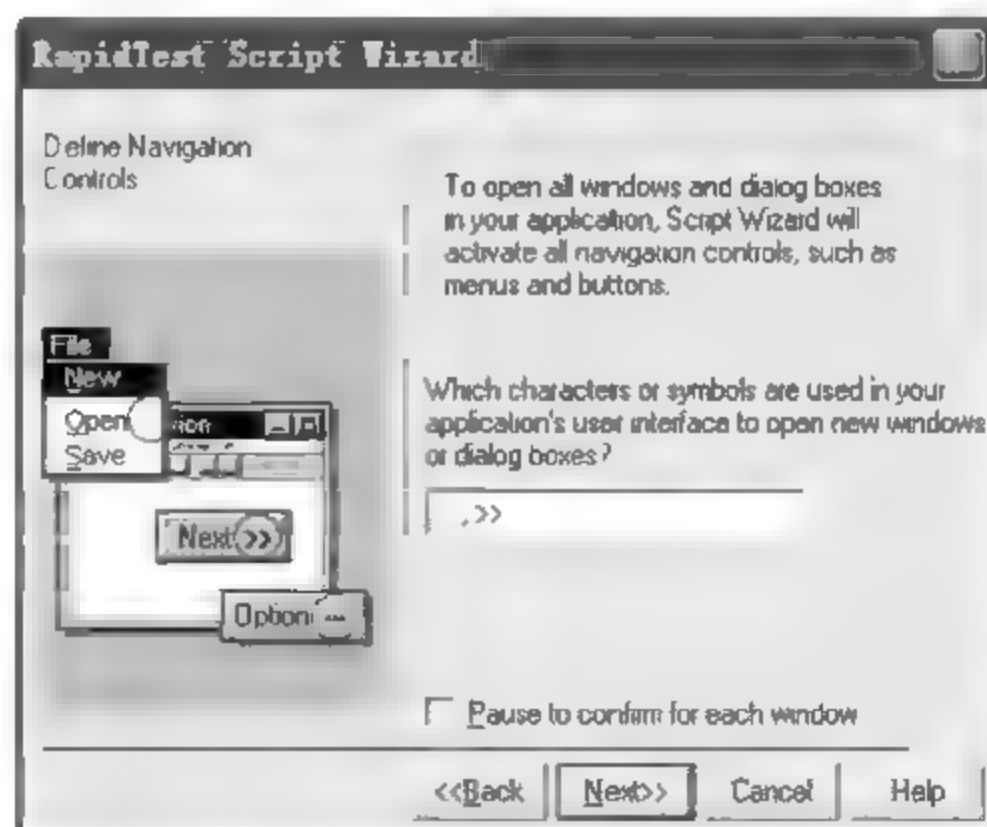 RapidTest Script Wizard
Define Navigation
Controls
To open all windows and dialog boxes
in your application, Script Wizard will
activate all navigation controls, such as
menus and buttons.
File
New
Open
Save
Next >>
Option
Which characters or symbols are used in your
application's user interface to open new windows
or dialog boxes?
,>>
Pause to confirm for each window
<<Back
Next>>
Cancel
Help